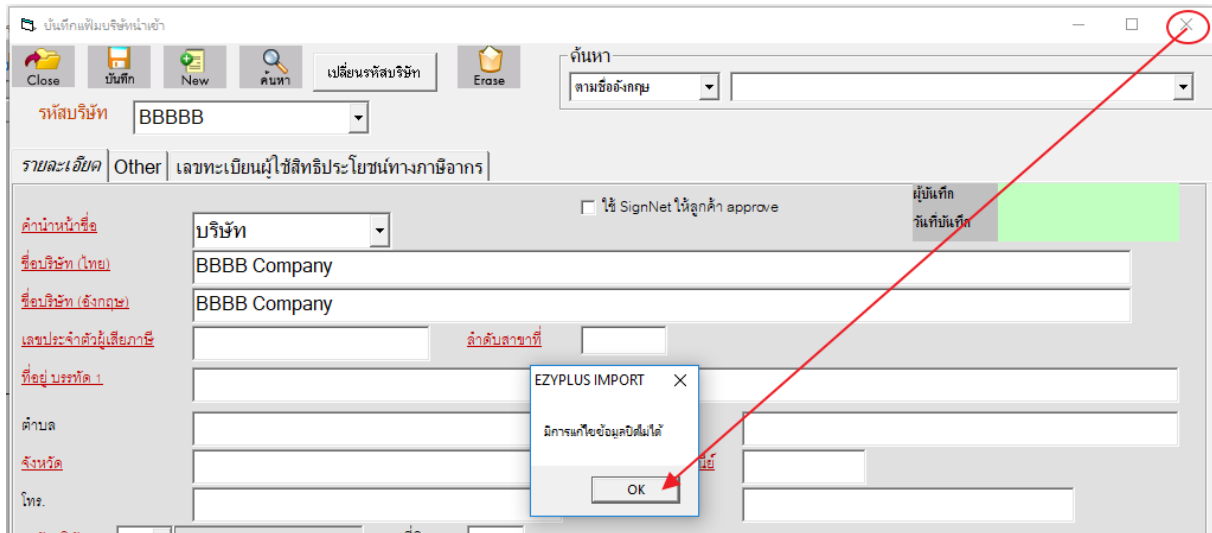 บันทึกแฟ้มบริษัทนำเข้า
Close บันทึก New ค้นหา เปลี่ยนรหัสบริษัท Erase
ค้นหา
ตามชื่ออังกฤษ
รหัสบริษัท BBBBB
รายละเอียด Other เลขทะเบียนผู้ใช้สิทธิประโยชน์ทางภาษีอากร
ใช้ SignNet ให้ลูกค้า approve
ผู้บันทึก
วันที่บันทึก
คำนำหน้าชื่อ บริษัท
ชื่อบริษัท (ไทย) BBBB Company
ชื่อบริษัท (อังกฤษ) BBBB Company
เลขประจำตัวผู้เสียภาษี ลำดับสาขาที่
ที่อยู่ บรรทัด 1
ตำบล
จังหวัด
โทร.
EZYPLUS IMPORT
มีการแก้ไขข้อมูลปิดไม่ได้
OK